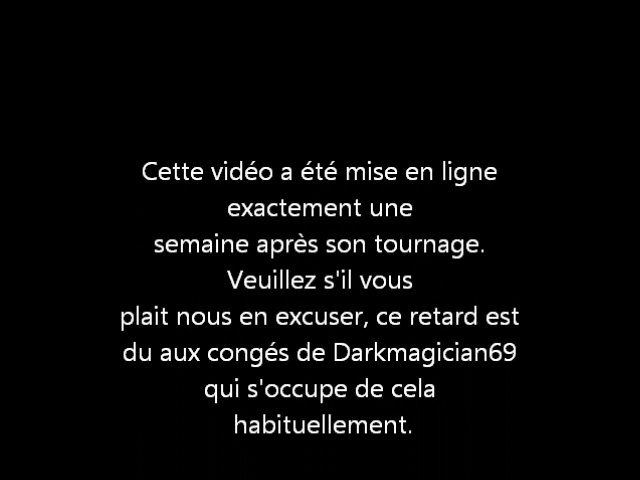 Cette vidéo a été mise en ligne
exactement une
semaine après son tournage.
Veuillez s'il vous
plait nous en excuser, ce retard est
du aux congés de Darkmagician69
qui s'occupe de cela
habituellement.